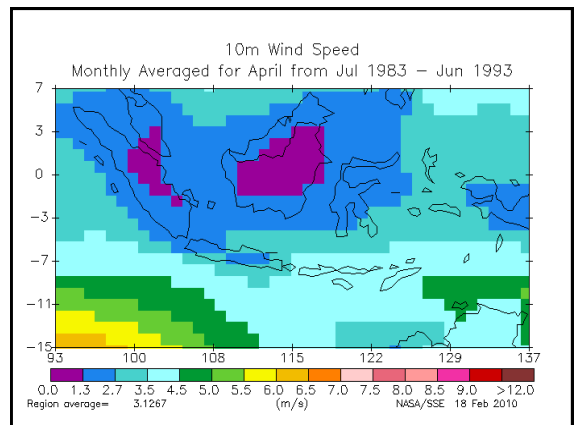 10m Wind Speed
Monthly Averaged for April from Jul 1983 – Jun 1993
7
3
0
-3
-7
-11
-15
93 100 108 115 122 129 137
0.0 1.3 2.7 3.1 4.5 5.0 5.5 6.0 6.5 7.0 7.5 8.0 8.5 9.0 >12.0
Region average= 3.1267 (m/s) NASA/SSE 18 Feb 2010